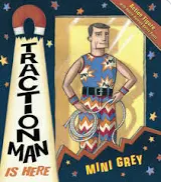 TRACTION
MAN
IS HERE
MINI GREY